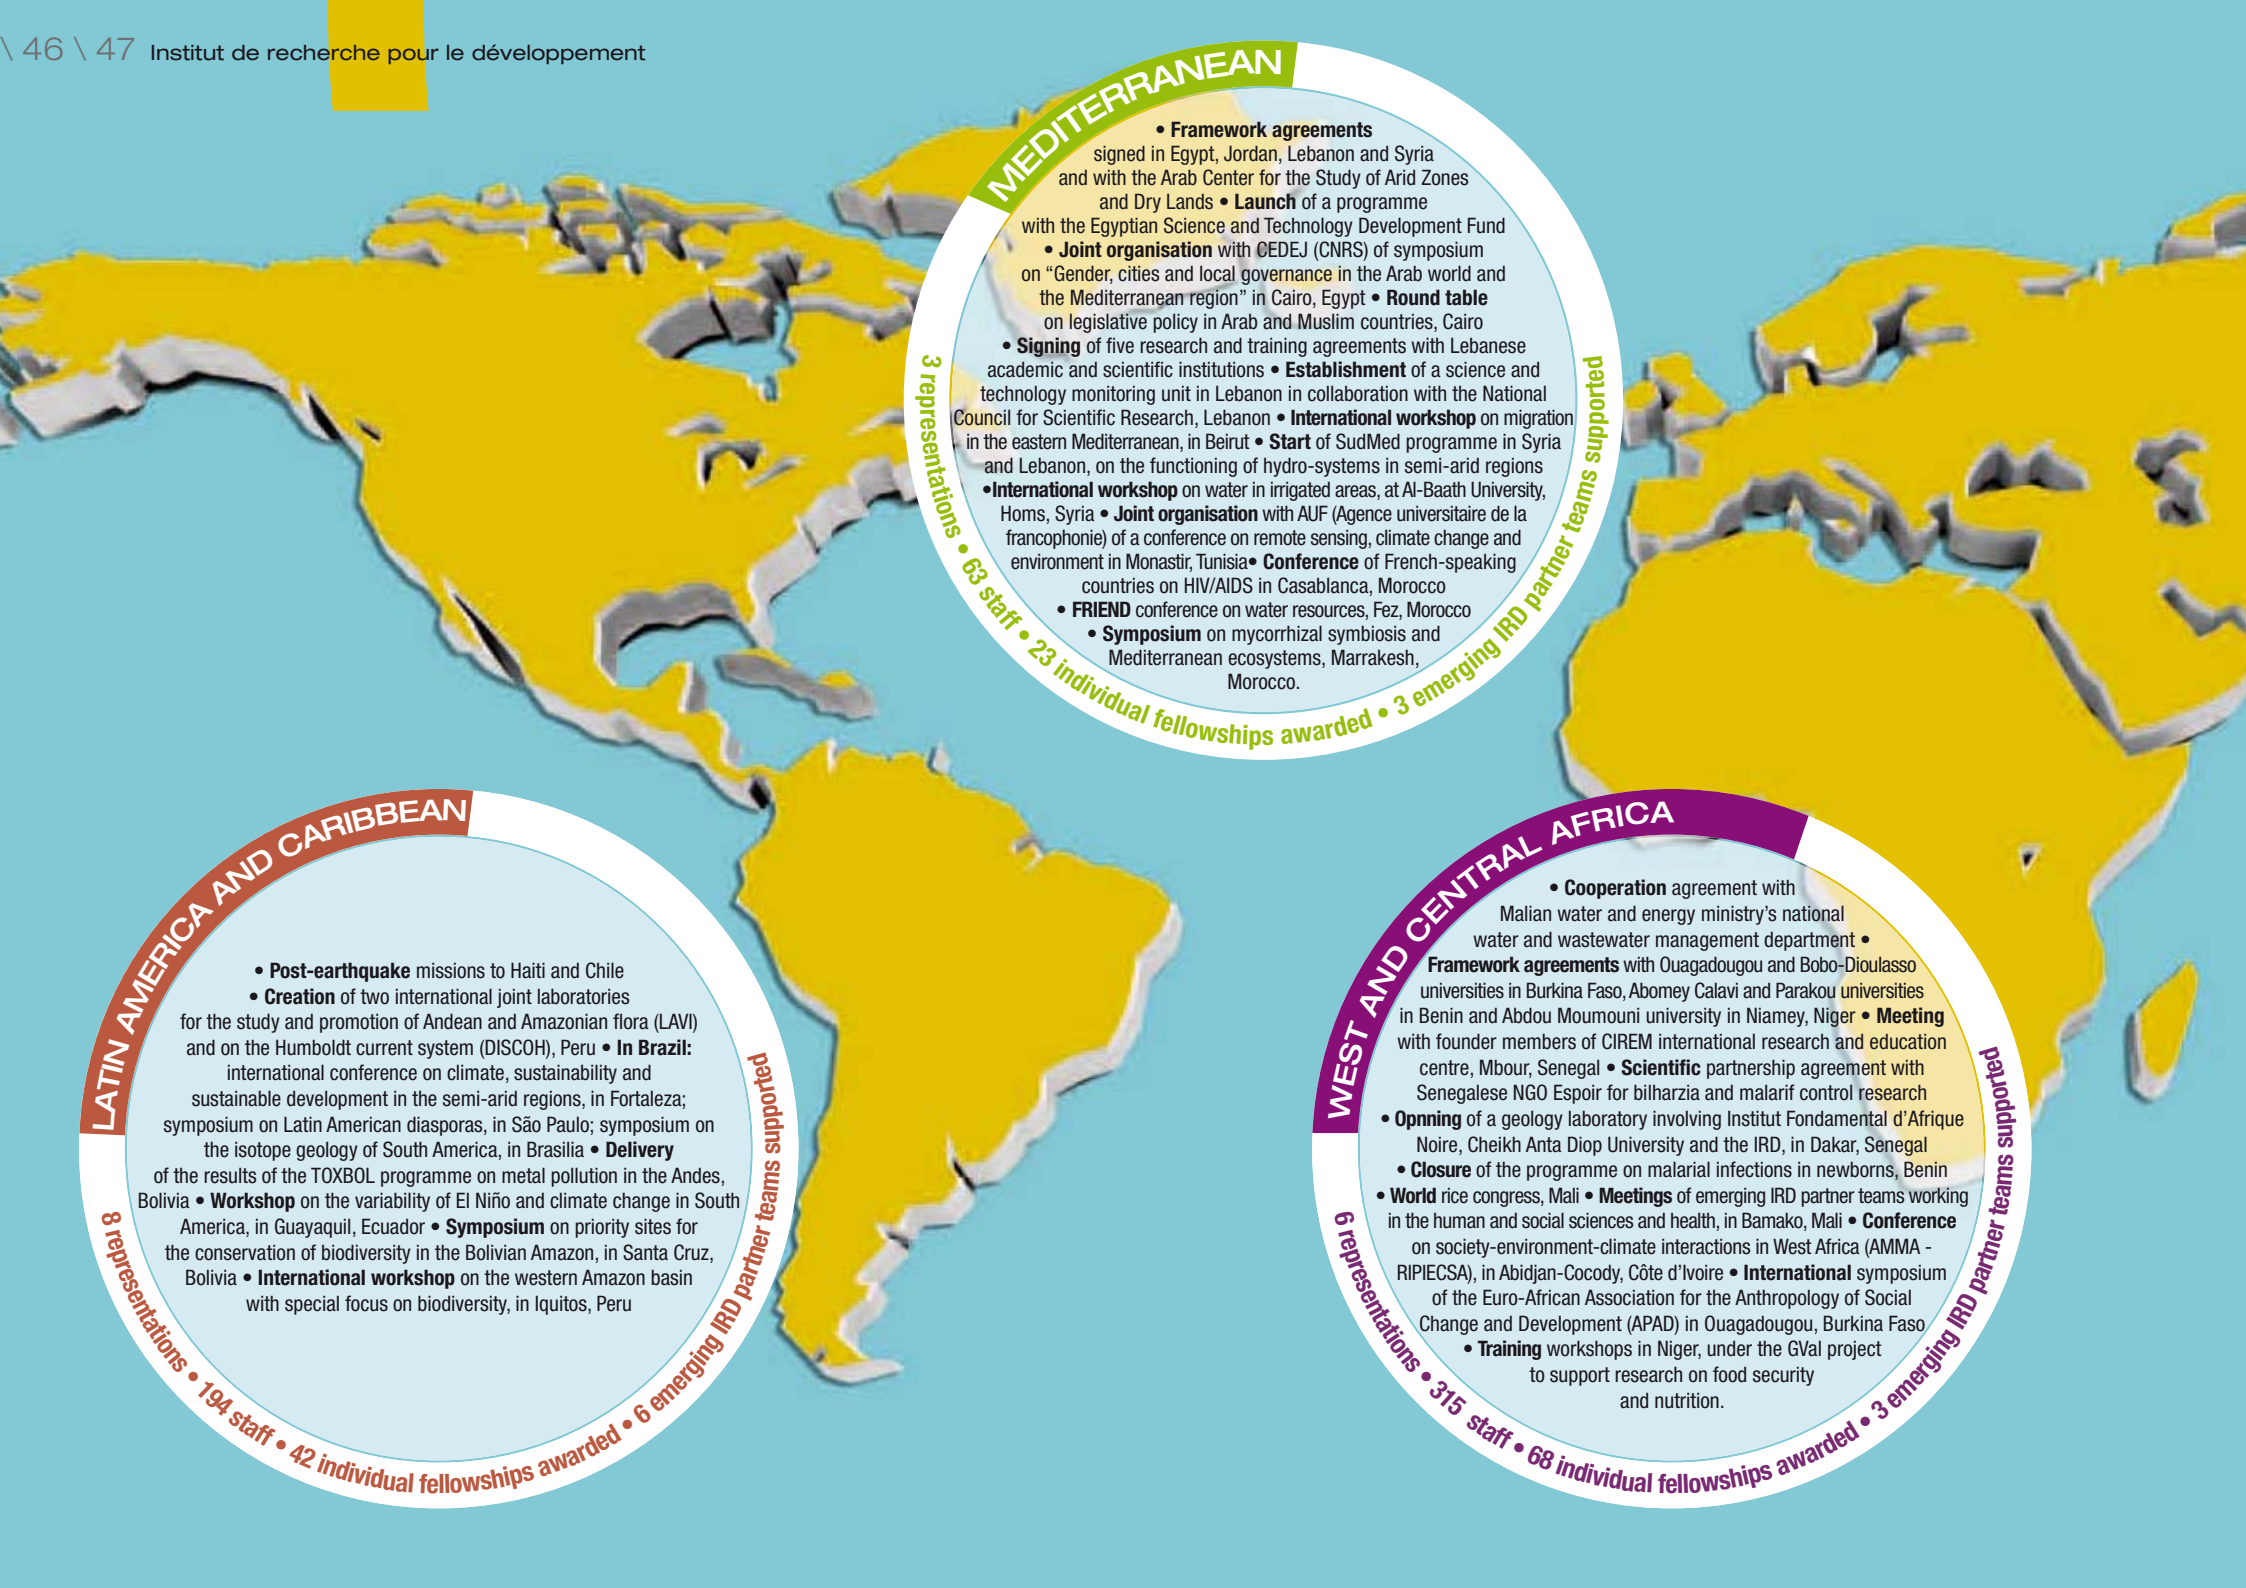 \ 46 \ 47 Institut de recherche pour le développement
MEDITERRANEAN
• Framework agreements
signed in Egypt, Jordan, Lebanon and Syria
and with the Arab Center for the Study of Arid Zones
and Dry Lands • Launch of a programme
with the Egyptian Science and Technology Development Fund
• Joint organisation with CEDEJ (CNRS) of symposium
on “Gender, cities and local governance in the Arab world and
the Mediterranean region” in Cairo, Egypt • Round table
on legislative policy in Arab and Muslim countries, Cairo
• Signing of five research and training agreements with Lebanese
academic and scientific institutions • Establishment of a science and
technology monitoring unit in Lebanon in collaboration with the National
Council for Scientific Research, Lebanon • International workshop on migration
in the eastern Mediterranean, in Beirut • Start of SudMed programme in Syria
and Lebanon, on the functioning of hydro-systems in semi-arid regions
•International workshop on water in irrigated areas, at Al-Baath University,
Homs, Syria • Joint organisation with AUF (Agence universitaire de la
francophonie) of a conference on remote sensing, climate change and
environment in Monastir, Tunisia• Conference of French-speaking
countries on HIV/AIDS in Casablanca, Morocco
• FRIEND conference on water resources, Fez, Morocco
• Symposium on mycorrhizal symbiosis and
Mediterranean ecosystems, Marrakesh,
Morocco.
3 representations • 63 staff • 23 individual fellowships awarded • 3 emerging IRD partner teams supported
LATIN AMERICA AND CARIBBEAN
• Post-earthquake missions to Haiti and Chile
• Creation of two international joint laboratories
for the study and promotion of Andean and Amazonian flora (LAVI)
and on the Humboldt current system (DISCOH), Peru • In Brazil:
international conference on climate, sustainability and
sustainable development in the semi-arid regions, in Fortaleza;
symposium on Latin American diasporas, in São Paulo; symposium on
the isotope geology of South America, in Brasilia • Delivery
of the results of the TOXBOL programme on metal pollution in the Andes,
Bolivia • Workshop on the variability of El Niño and climate change in South
America, in Guayaquil, Ecuador • Symposium on priority sites for
the conservation of biodiversity in the Bolivian Amazon, in Santa Cruz,
Bolivia • International workshop on the western Amazon basin
with special focus on biodiversity, in Iquitos, Peru
8 representations • 194 staff • 42 individual fellowships awarded • 6 emerging IRD partner teams supported
WEST AND CENTRAL AFRICA
• Cooperation agreement with
Malian water and energy ministry’s national
water and wastewater management department •
Framework agreements with Ouagadougou and Bobo-Dioulasso
universities in Burkina Faso, Abomey Calavi and Parakou universities
in Benin and Abdou Moumouni university in Niamey, Niger • Meeting
with founder members of CIREM international research and education
centre, Mbour, Senegal • Scientific partnership agreement with
Senegalese NGO Espoir for bilharzia and malarif control research
• Opnning of a geology laboratory involving Institut Fondamental d’Afrique
Noire, Cheikh Anta Diop University and the IRD, in Dakar, Senegal
• Closure of the programme on malarial infections in newborns, Benin
• World rice congress, Mali • Meetings of emerging IRD partner teams working
in the human and social sciences and health, in Bamako, Mali • Conference
on society-environment-climate interactions in West Africa (AMMA -
RIPIECSA), in Abidjan-Cocody, Côte d’Ivoire • International symposium
of the Euro-African Association for the Anthropology of Social
Change and Development (APAD) in Ouagadougou, Burkina Faso
• Training workshops in Niger, under the GVal project
to support research on food security
and nutrition.
6 representations • 315 staff • 68 individual fellowships awarded • 3 emerging IRD partner teams supported